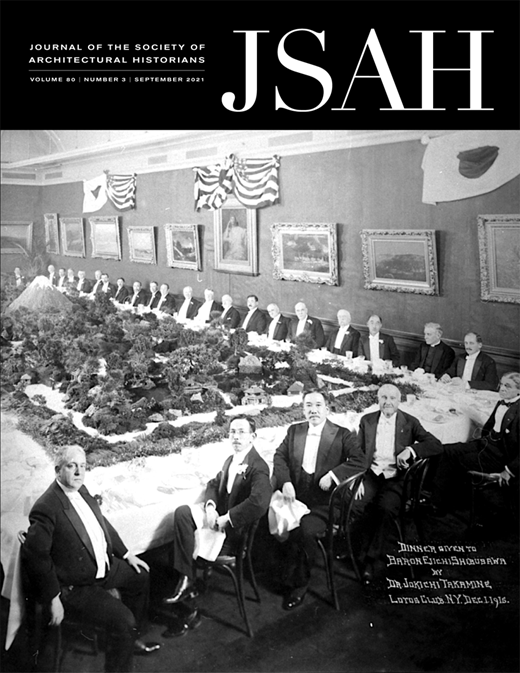 JOURNAL OF THE SOCIETY OF
ARCHITECTURAL HISTORIANS
VOLUME 80 | NUMBER 3 | SEPTEMBER 2021
JSAH
DINNER GIVEN TO
BARON EIICHI SHIBUSAWA
BY
DR JOKICHI TAKAMINE,
LOTOS CLUB. N.Y. DEC. 1. 1915.